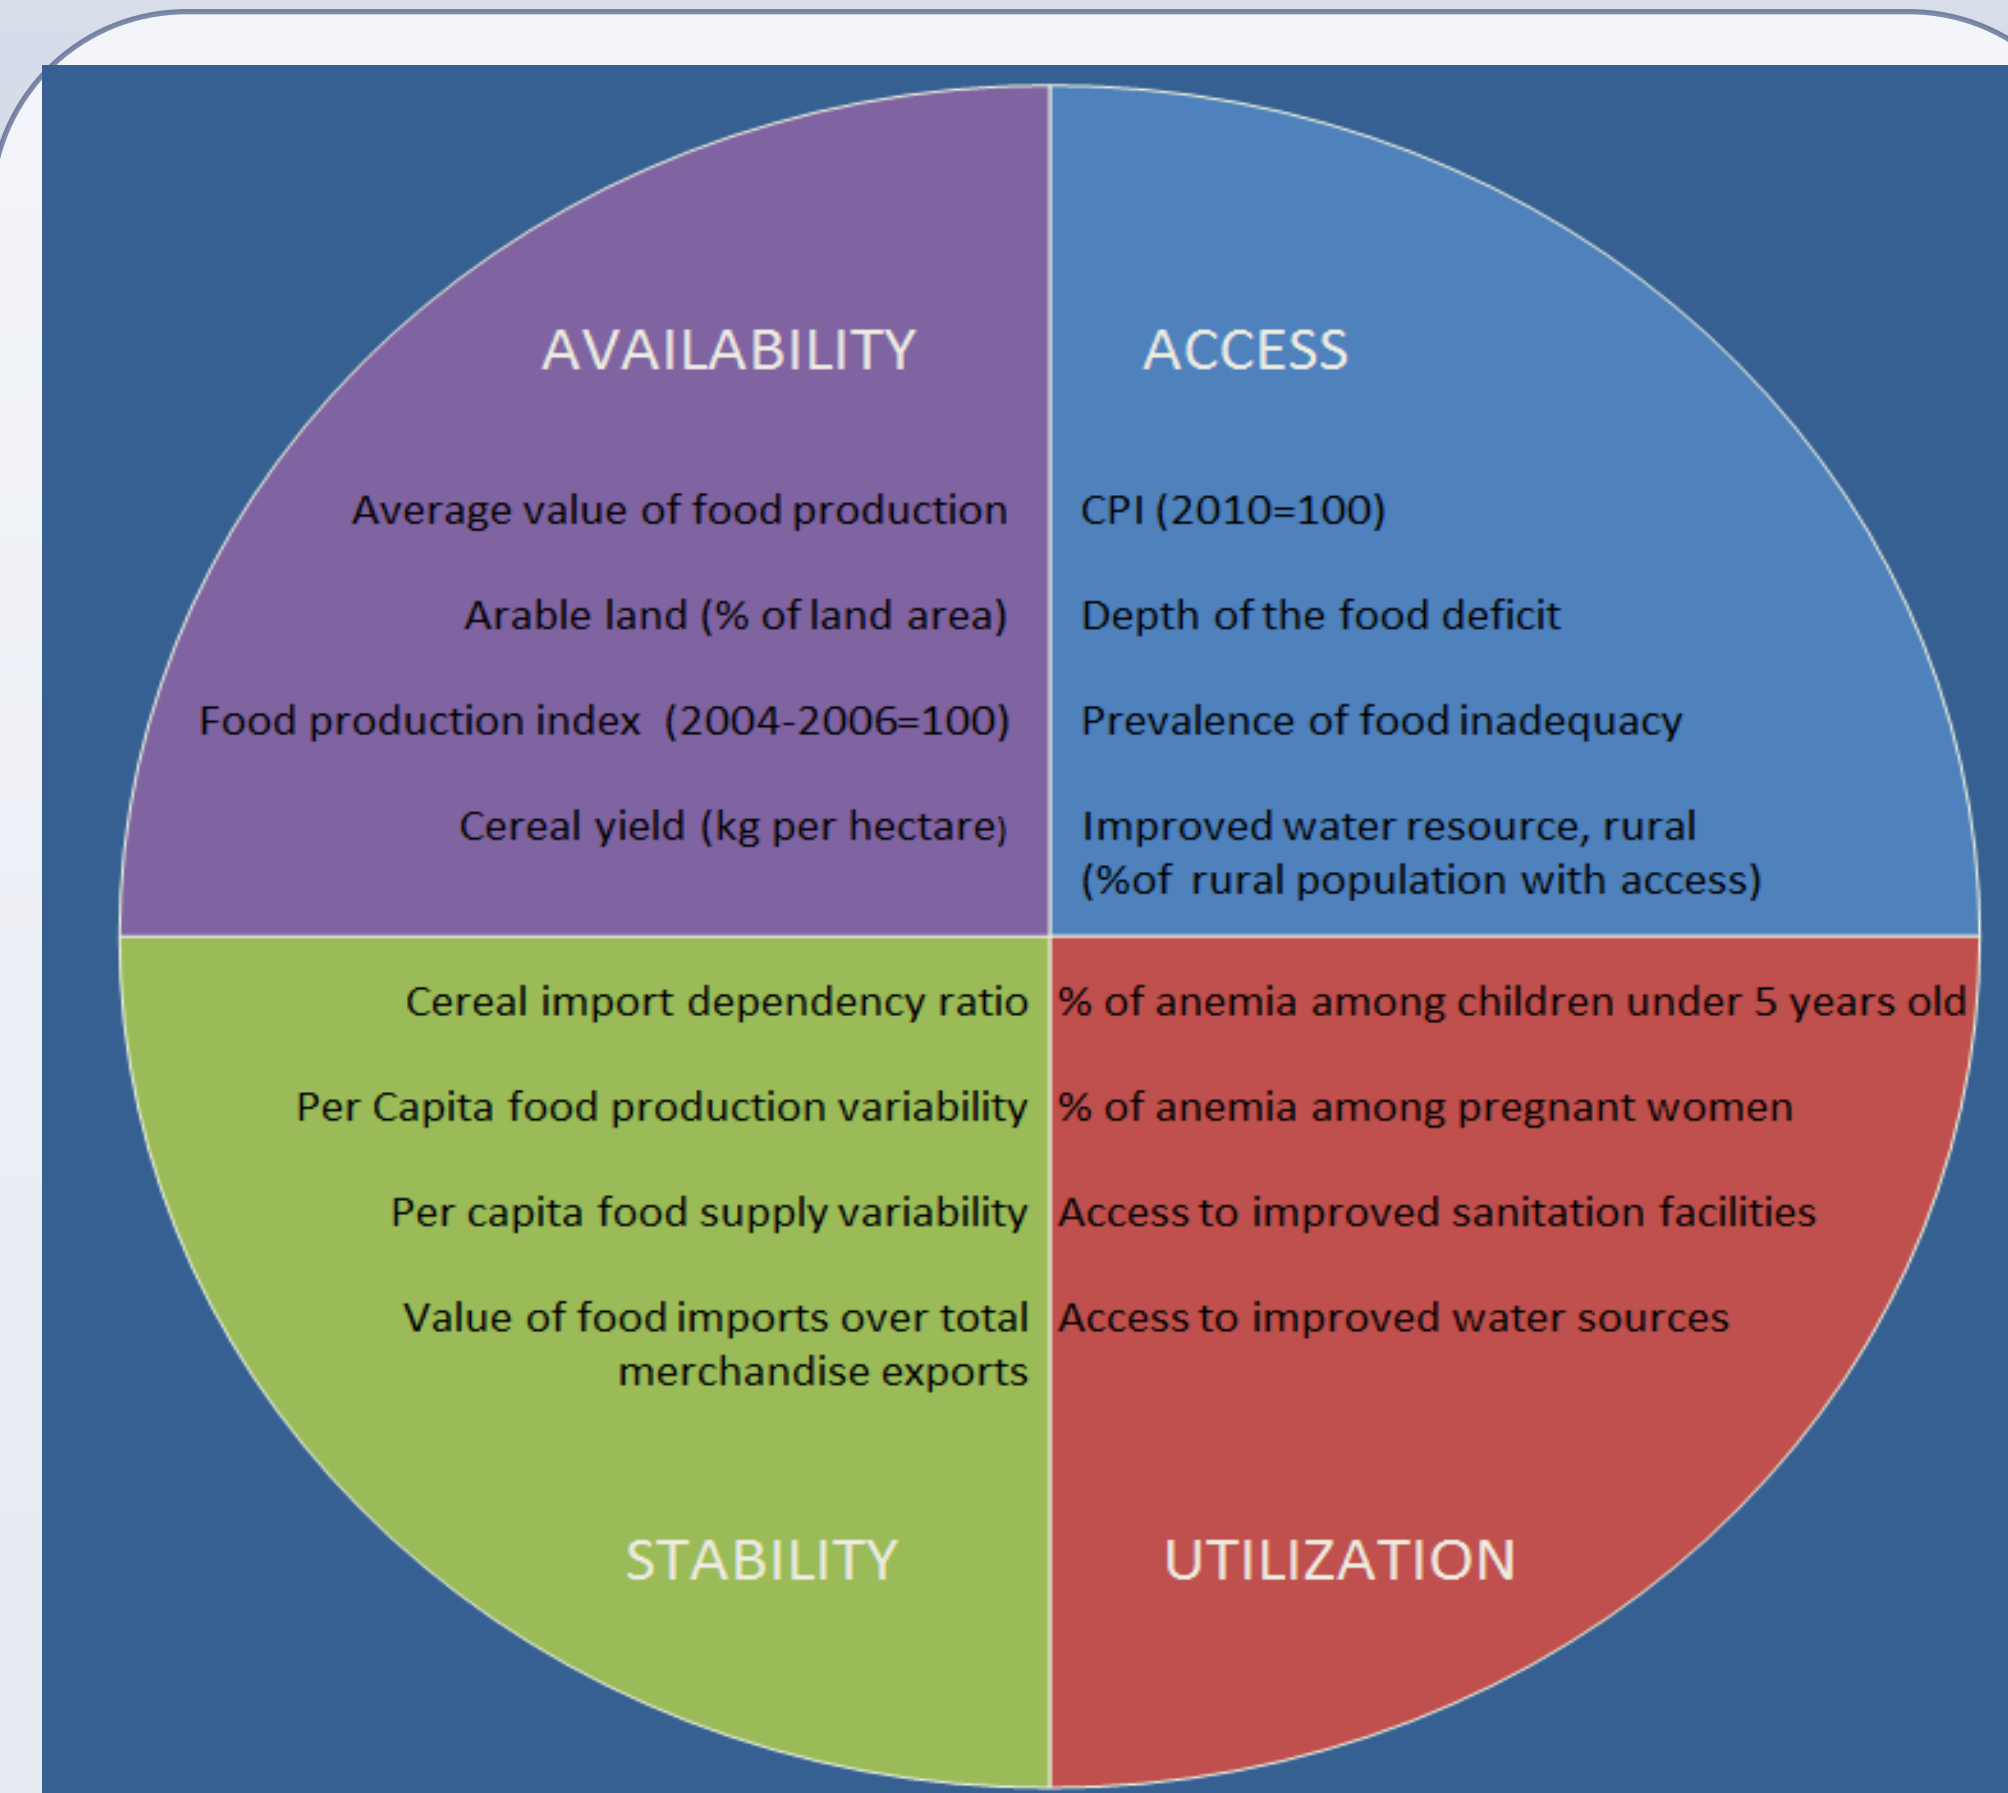 AVAILABILITY
Average value of food production
Arable land (% of land area)
Food production index (2004-2006=100)
Cereal yield (kg per hectare)
ACCESS
CPI (2010=100)
Depth of the food deficit
Prevalence of food inadequacy
Improved water resource, rural
(%of rural population with access)
Cereal import dependency ratio
Per Capita food production variability
Per capita food supply variability
Value of food imports over total
merchandise exports
STABILITY
% of anemia among children under 5 years old
% of anemia among pregnant women
Access to improved sanitation facilities
Access to improved water sources
UTILIZATION